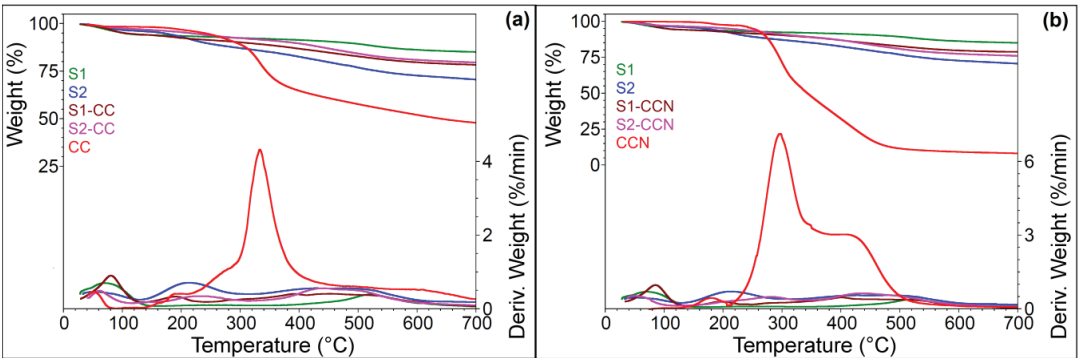 (a)
Weight (%)
100
75
50
25
S1
S2
S1-CC
S2-CC
CC
4
2
0
Deriv. Weight (%/min)
0
100
200
300
400
500
600
700
Temperature (°C)
(b)
Weight (%)
100
75
50
25
0
S1
S2
S1-CCN
S2-CCN
CCN
6
3
0
Deriv. Weight (%/min)
0
100
200
300
400
500
600
700
Temperature (°C)